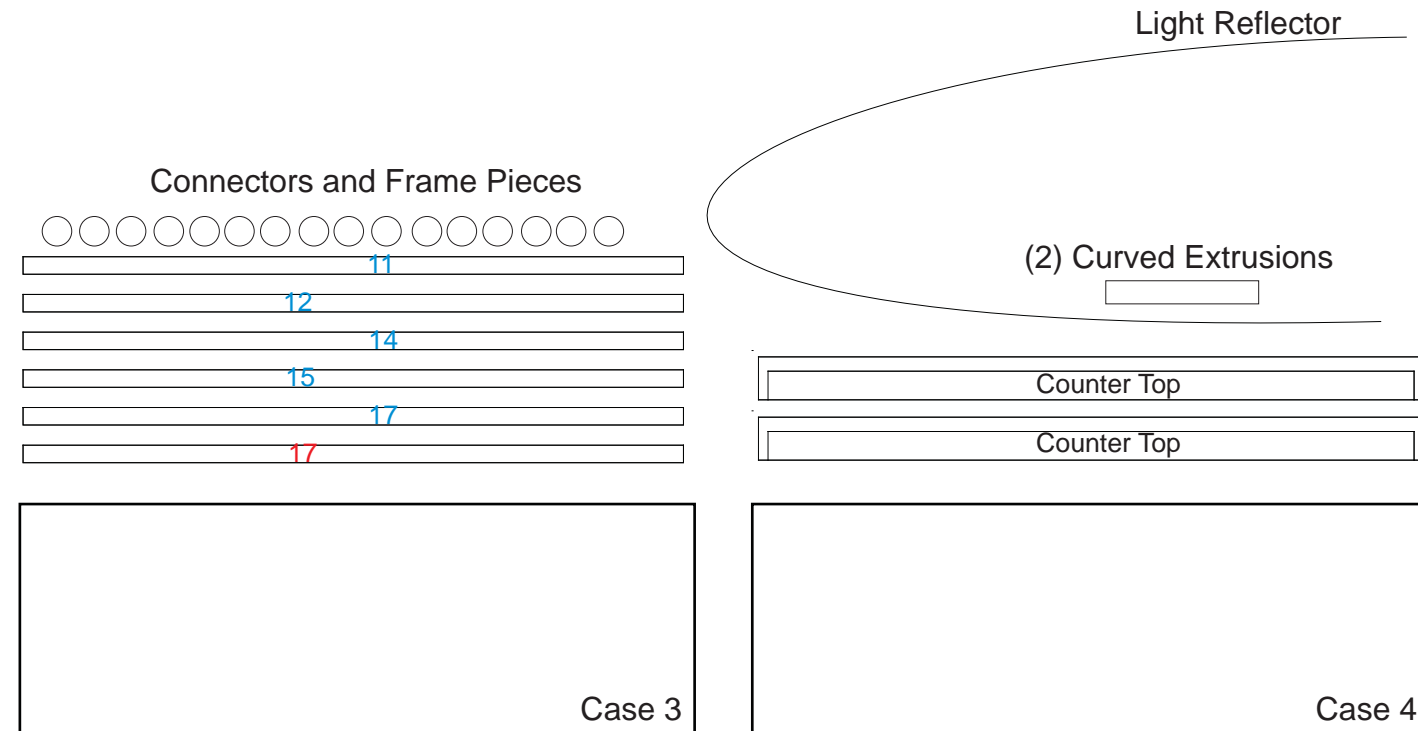 Light Reflector
Connectors and Frame Pieces
11
12
14
15
17
17
(2) Curved Extrusions
Counter Top
Counter Top
Case 3
Case 4